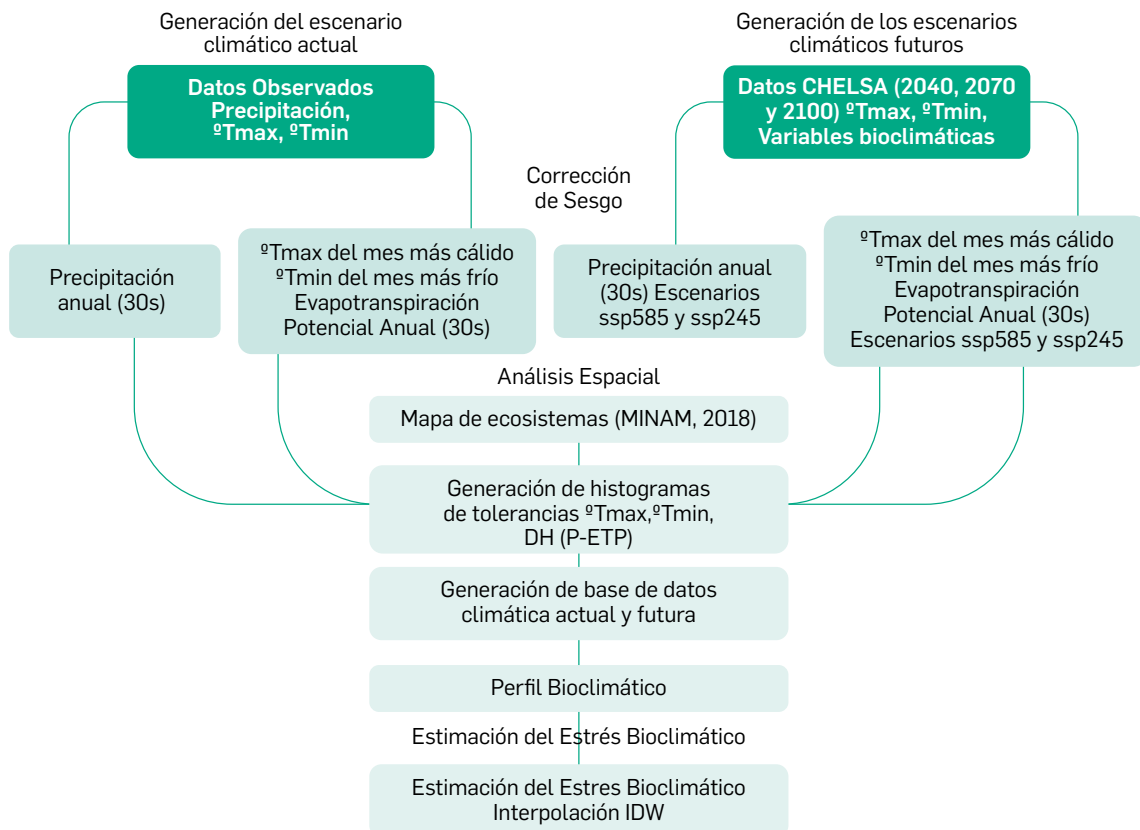 Generación del escenario
climático actual
Generación de los escenarios
climáticos futuros
Datos Observados
Precipitación,
ºTmax, ºTmin
Datos CHELSA (2040, 2070
y 2100) ºTmax, ºTmin,
Variables bioclimáticas
Corrección
de Sesgo
Precipitación
anual (30s)
ºTmax del mes más cálido
ºTmin del mes más frío
Evapotranspiración
Potencial Anual (30s)
Precipitación anual
(30s) Escenarios
ssp585 y ssp245
ºTmax del mes más cálido
ºTmin del mes más frío
Evapotranspiración
Potencial Anual (30s)
Escenarios ssp585 y ssp245
Análisis Espacial
Mapa de ecosistemas (MINAM, 2018)
Generación de histogramas
de tolerancias ºTmax,ºTmin,
DH (P-ETP)
Generación de base de datos
climática actual y futura
Perfil Bioclimático
Estimación del Estrés Bioclimático
Estimación del Estres Bioclimático
Interpolación IDW